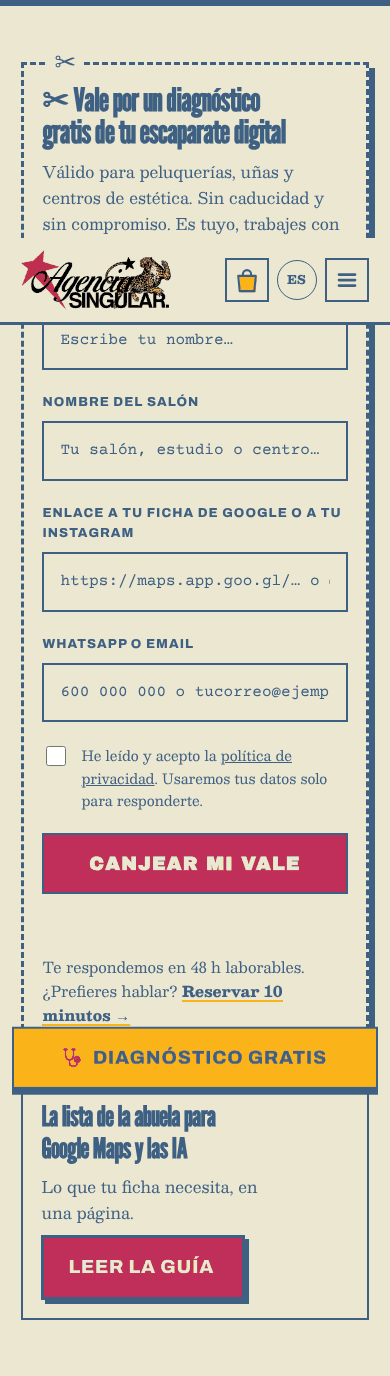 ✂ Vale por un diagnóstico
gratis de tu escaparate digital
Válido para peluquerías, uñas y
centros de estética. Sin caducidad y
sin compromiso. Es tuyo, trabajes con
Agencia
SINGULAR.
ES
Escribe tu nombre…
NOMBRE DEL SALÓN
Tu salón, estudio o centro…
ENLACE A TU FICHA DE GOOGLE O A TU
INSTAGRAM
https://maps.app.goo.gl/… o
WHATSAPP O EMAIL
600 000 000 o tucorreo@ejemp
He leído y acepto la política de
privacidad. Usaremos tus datos solo
para responderte.
CANJEAR MI VALE
Te respondemos en 48 h laborables.
¿Prefieres hablar? Reservar 10
minutos →
DIAGNÓSTICO GRATIS
La lista de la abuela para
Google Maps y las IA
Lo que tu ficha necesita, en
una página.
LEER LA GUÍA